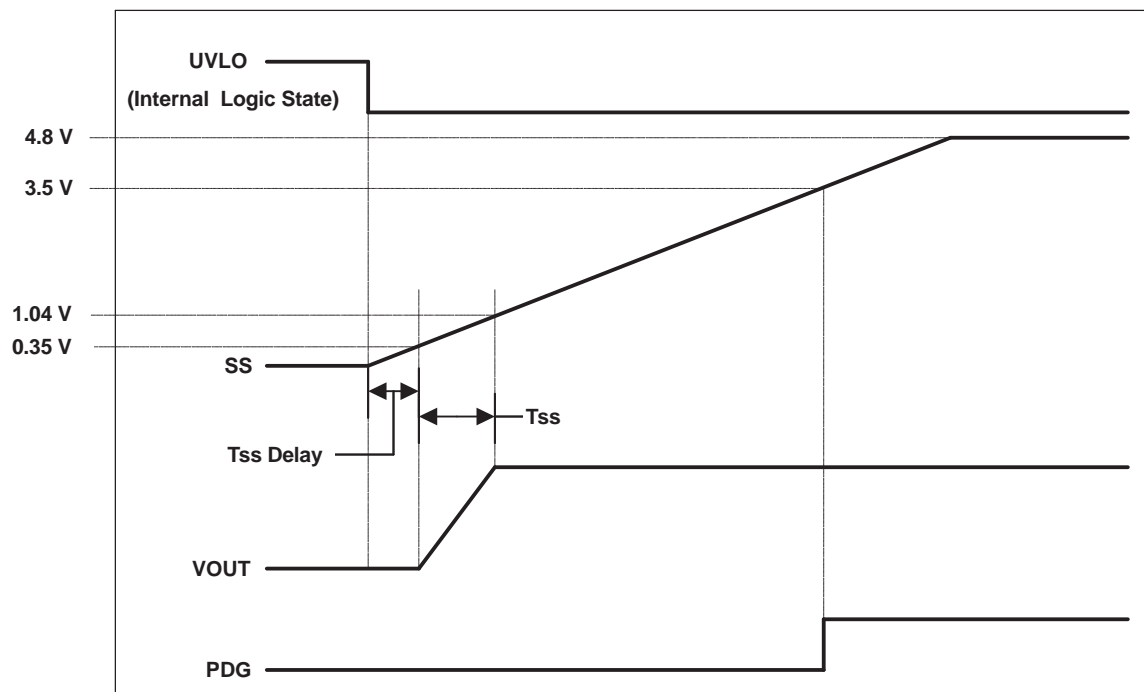 UVLO
(Internal Logic State)
4.8 V
3.5 V
1.04 V
0.35 V
SS
Tss
Tss Delay
VOUT
PDG